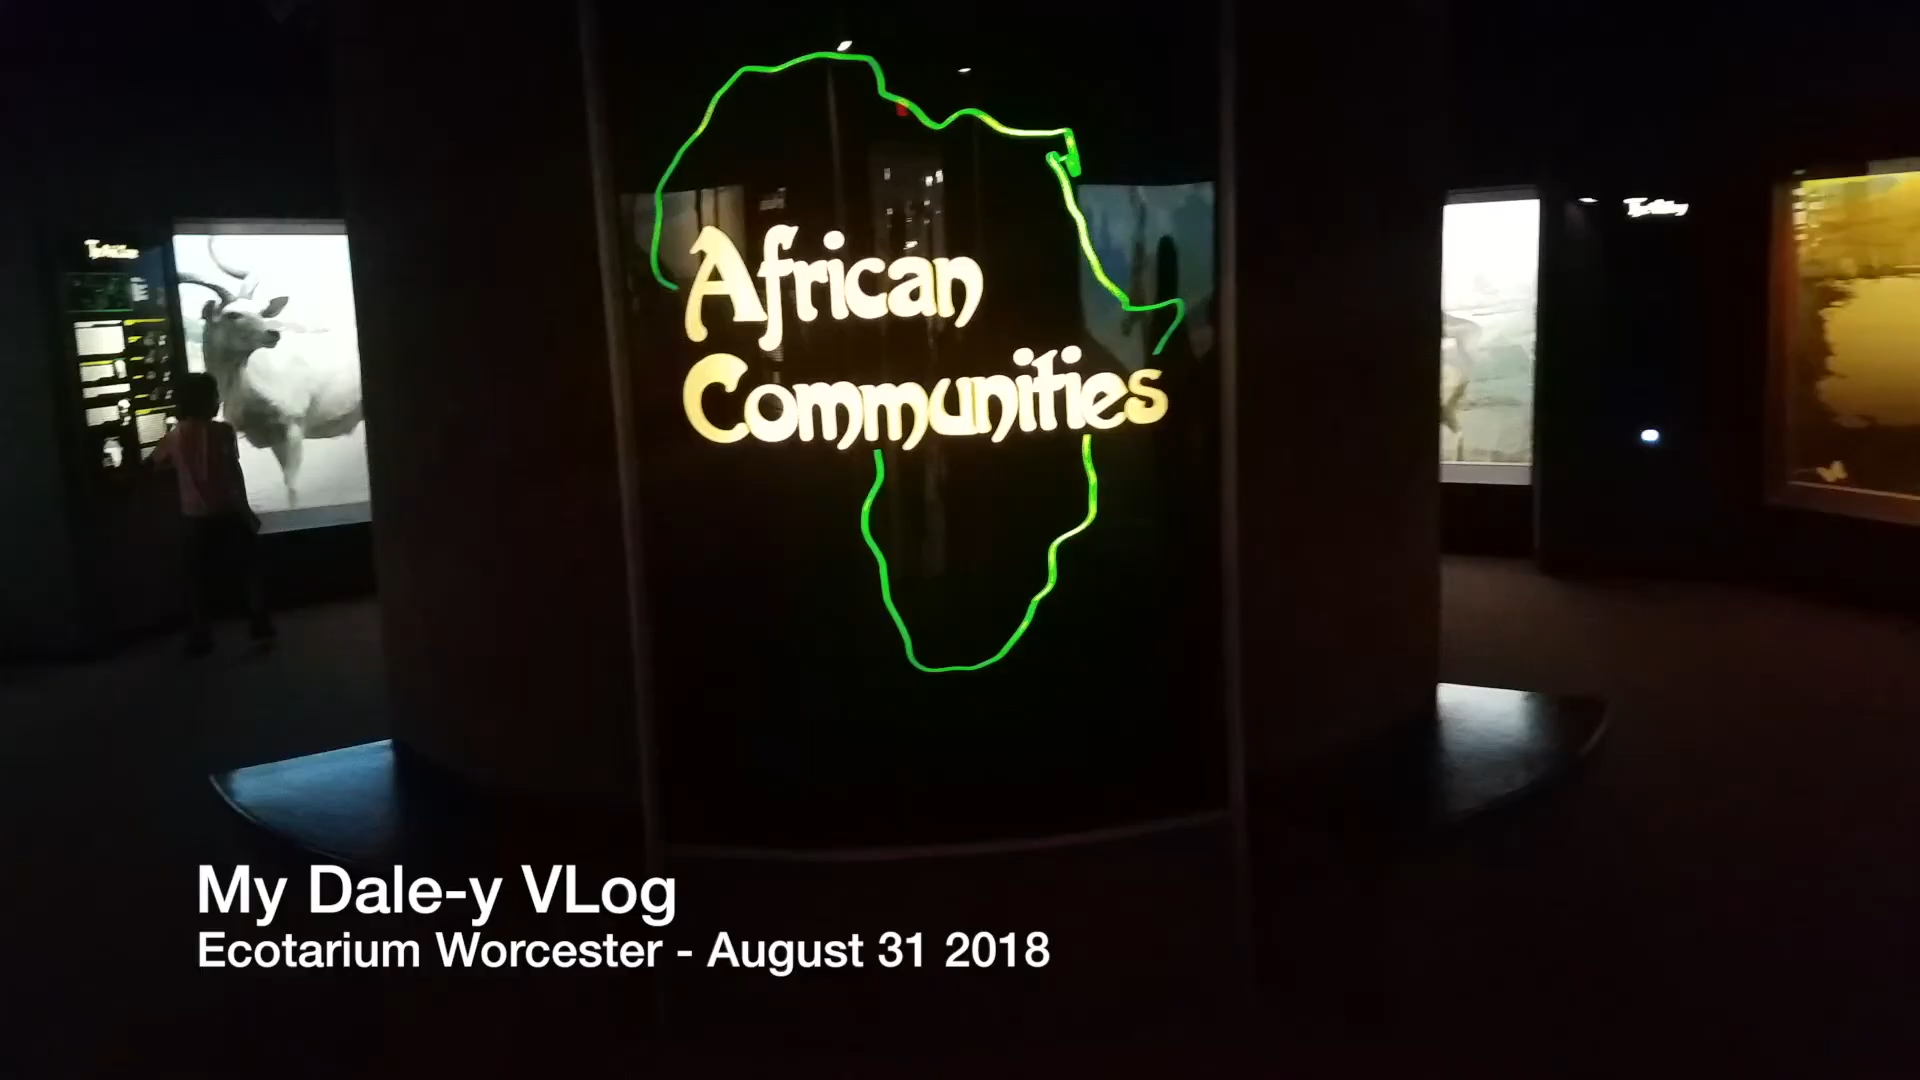 African
Communities
My Dale-y VLog
Ecotarium Worcester - August 31 2018